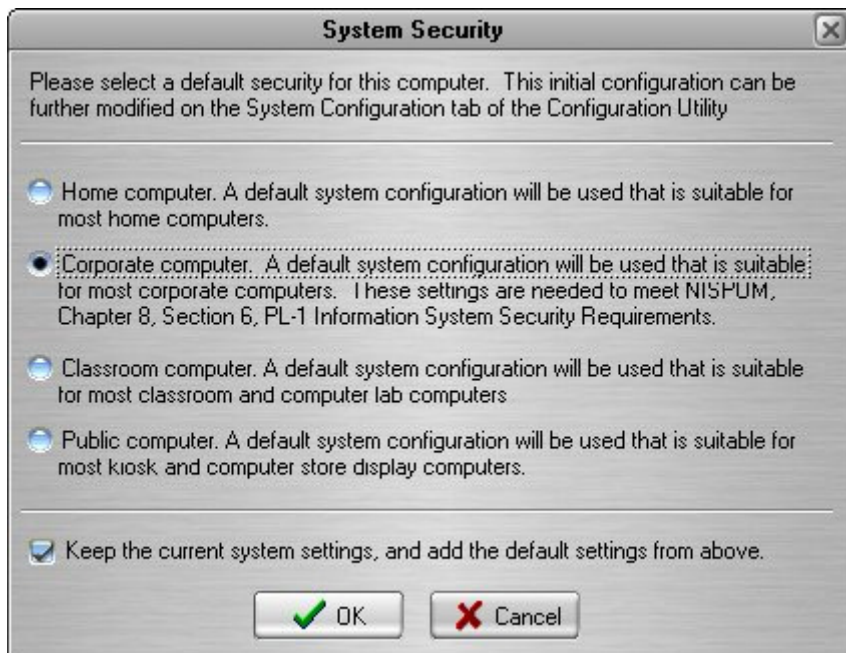 System Security
Please select a default security for this computer.  This initial configuration can be
further modified on the System Configuration tab of the Configuration Utility
Home computer. A default system configuration will be used that is suitable for
most home computers.
Corporate computer.  A default system configuration will be used that is suitable
for most corporate computers.  These settings are needed to meet NISPOM,
Chapter 8, Section 6, PL-1 Information System Security Requirements.
Classroom computer. A default system configuration will be used that is suitable
for most classroom and computer lab computers
Public computer. A default system configuration will be used that is suitable for
most kiosk and computer store display computers.
Keep the current system settings, and add the default settings from above.
OK
Cancel